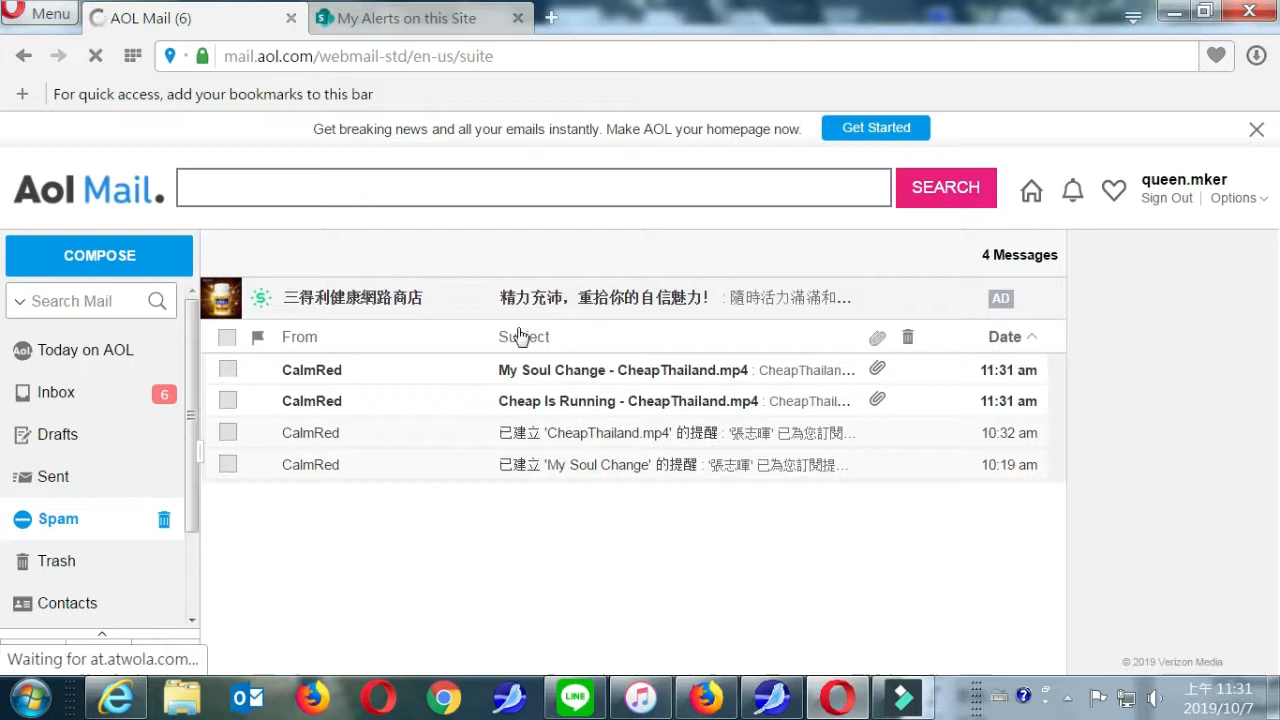 Menu
AOL Mail (6)
My Alerts on this Site
mail.aol.com/webmail-std/en-us/suite
For quick access, add your bookmarks to this bar
Get breaking news and all your emails instantly. Make AOL your homepage now.
Get Started
Aol Mail.
SEARCH
queen.mker
Sign Out
Options
COMPOSE
4 Messages
Search Mail
三得利健康網路商店
精力充沛，重拾你的自信魅力! : 隨時活力滿滿和...
AD
From
Subject
Date
Aol.
Today on AOL
CalmRed
My Soul Change - CheapThailand.mp4 : CheapThailan...
11:31 am
Inbox
6
CalmRed
Cheap Is Running - CheapThailand.mp4 : CheapThail...
11:31 am
Drafts
CalmRed
已建立 'CheapThailand.mp4' 的提醒 : '張志暉' 已為您訂閱...
10:32 am
Sent
CalmRed
已建立 'My Soul Change' 的提醒 : '張志暉' 已為您訂閱提...
10:19 am
Spam
Trash
Contacts
Waiting for at.atwola.com...
© 2019 Verizon Media
LINE
上午 11:31
2019/10/7